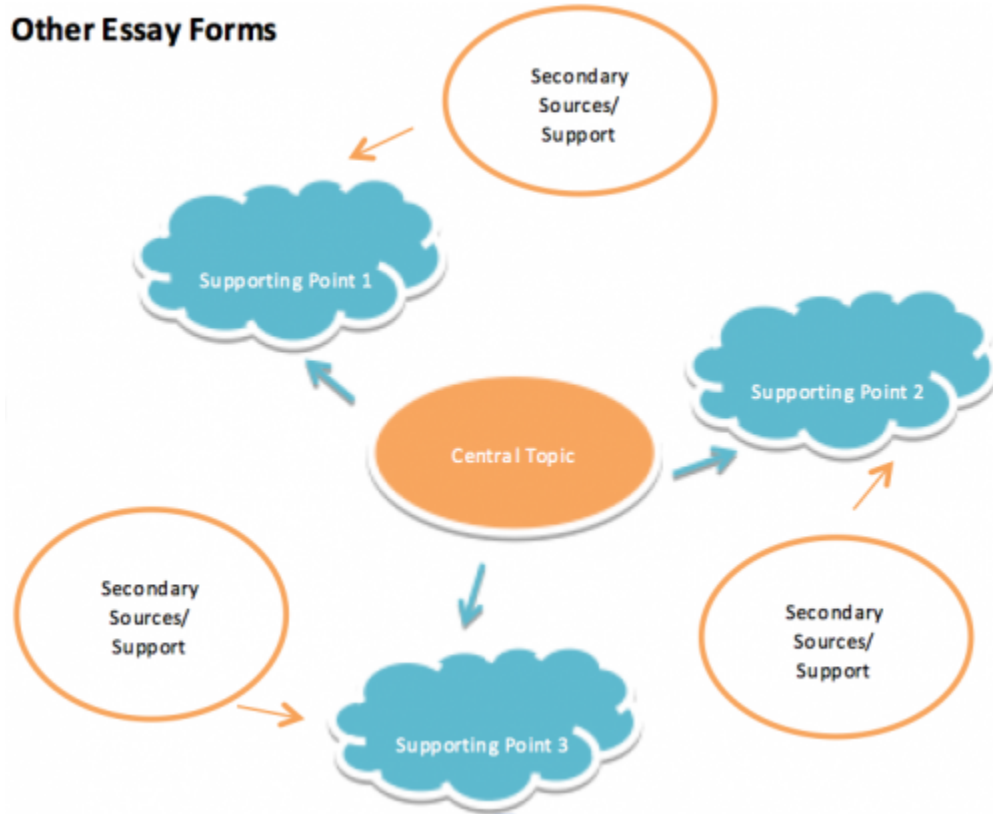 Other Essay Forms
Secondary
Sources/
Support
Supporting Point 1
Supporting Point 2
Central Topic
Secondary
Sources/
Support
Secondary
Sources/
Support
Supporting Point 3